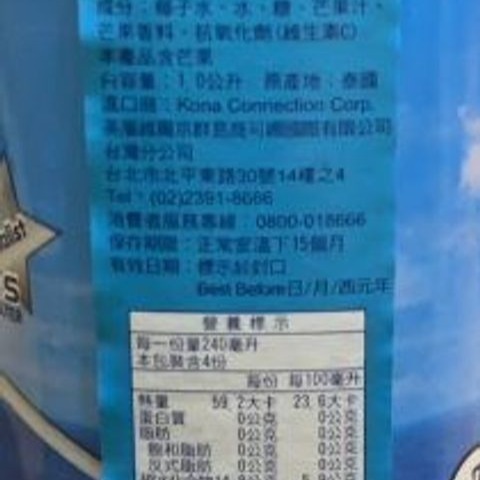 成分：椰子水、水、糖、芒果汁、
芒果香料、抗氧化劑(維生素C)
本產品含芒果
內容量：1.0公升 原產地：泰國
進口商：Kona Connection Corp.
英屬維爾京群島商可納國際有限公司
台灣分公司
台北市北平東路30號14樓之4
Tel：(02)2391-8666
消費者服務專線：0800-018666
保存期限：正常室溫下15個月
有效日期：標示於封口
Best Before日/月/西元年
營養標示
每一份量240毫升
本包裝含4份
每份 每100毫升
熱量 59.2大卡 23.6大卡
蛋白質 0公克 0公克
脂肪 0公克 0公克
飽和脂肪 0公克 0公克
反式脂肪 0公克 0公克